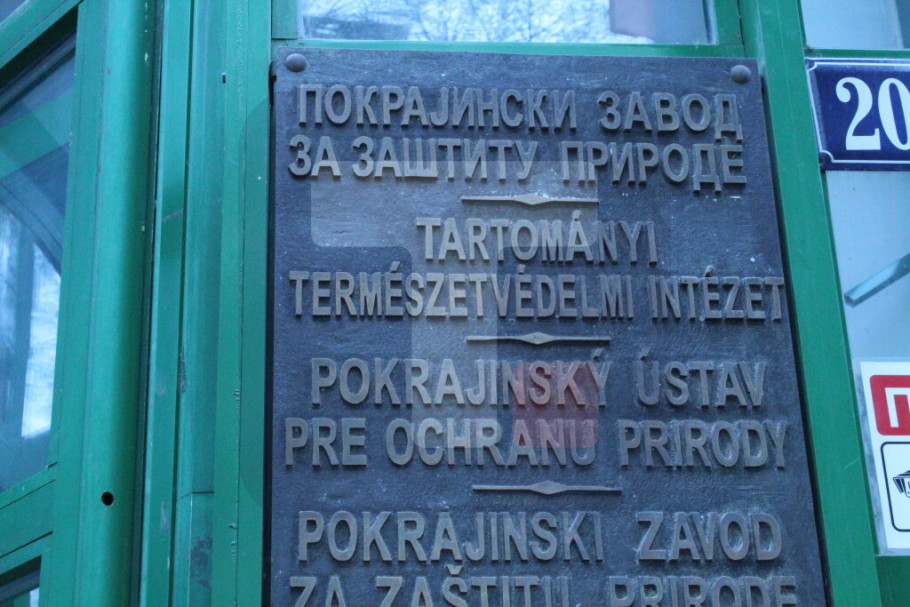 ПОКРАЈИНСКИ ЗАВОД
ЗА ЗАШТИТУ ПРИРОДЕ
TARTOMÁNYI
TERMÉSZETVÉDELMI INTÉZET
POKRAJINSKÝ ÚSTAV
PRE OCHRANU PRIRODY
POKRAJINSKI ZAVOD
ZA ZAŠTITU PRIRODE
20